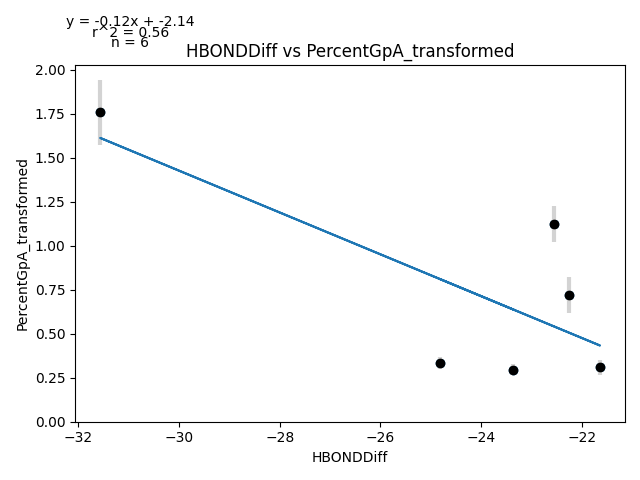 y = -0.12x + -2.14
r^2 = 0.56
n = 6
HBONDDiff vs PercentGpA_transformed
PercentGpA_transformed
2.00
1.75
1.50
1.25
1.00
0.75
0.50
0.25
0.00
−32 −30 −28 −26 −24 −22
HBONDDiff